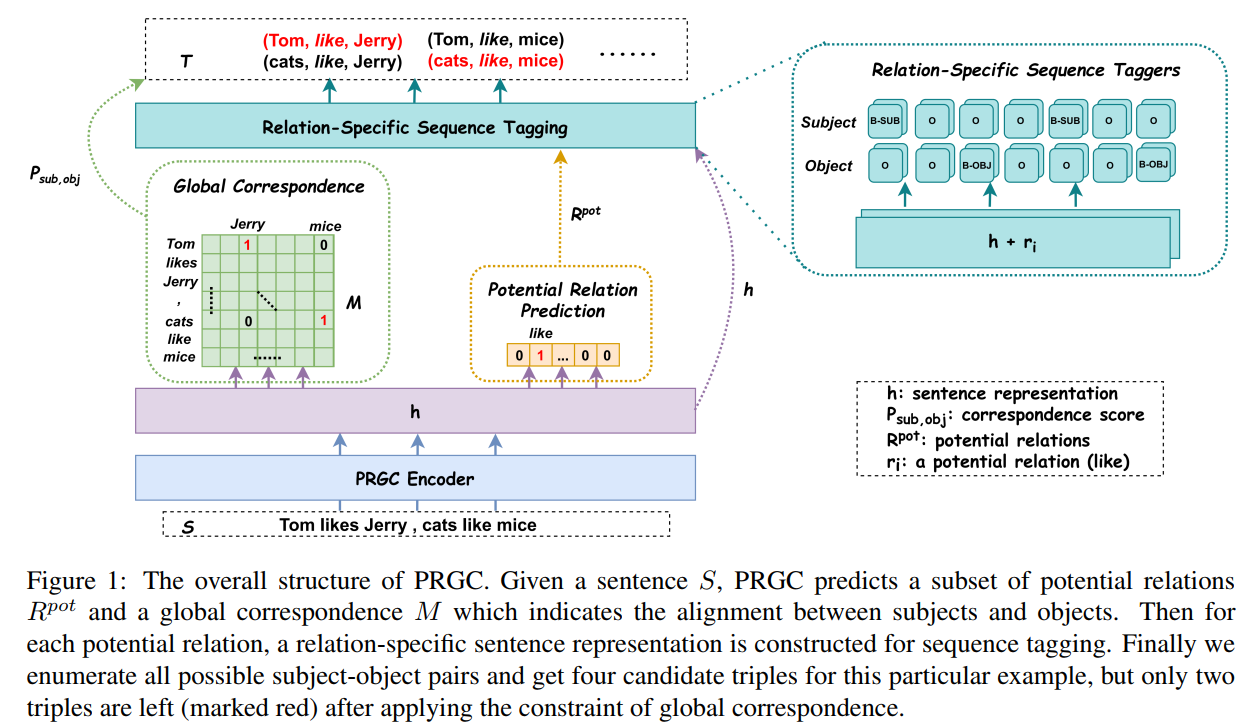 T
(Tom, like, Jerry) (Tom, like, mice)
(cats, like, Jerry) (cats, like, mice)
......
Relation-Specific Sequence Tagging
P_sub,obj
Global Correspondence
Jerry mice
Tom 1 0
likes
Jerry
,
cats 0 1
like
mice ......
M
R^pot
Potential Relation
Prediction
like
0 1 ... 0 0
h
h
PRGC Encoder
S Tom likes Jerry , cats like mice
Relation-Specific Sequence Taggers
Subject B-SUB O O O B-SUB O O
Object O O B-OBJ O O O B-OBJ
h + r_i
h: sentence representation
P_sub,obj: correspondence score
R^pot: potential relations
r_i: a potential relation (like)
Figure 1: The overall structure of PRGC. Given a sentence S, PRGC predicts a subset of potential relations
R^pot and a global correspondence M which indicates the alignment between subjects and objects. Then for
each potential relation, a relation-specific sentence representation is constructed for sequence tagging. Finally we
enumerate all possible subject-object pairs and get four candidate triples for this particular example, but only two
triples are left (marked red) after applying the constraint of global correspondence.